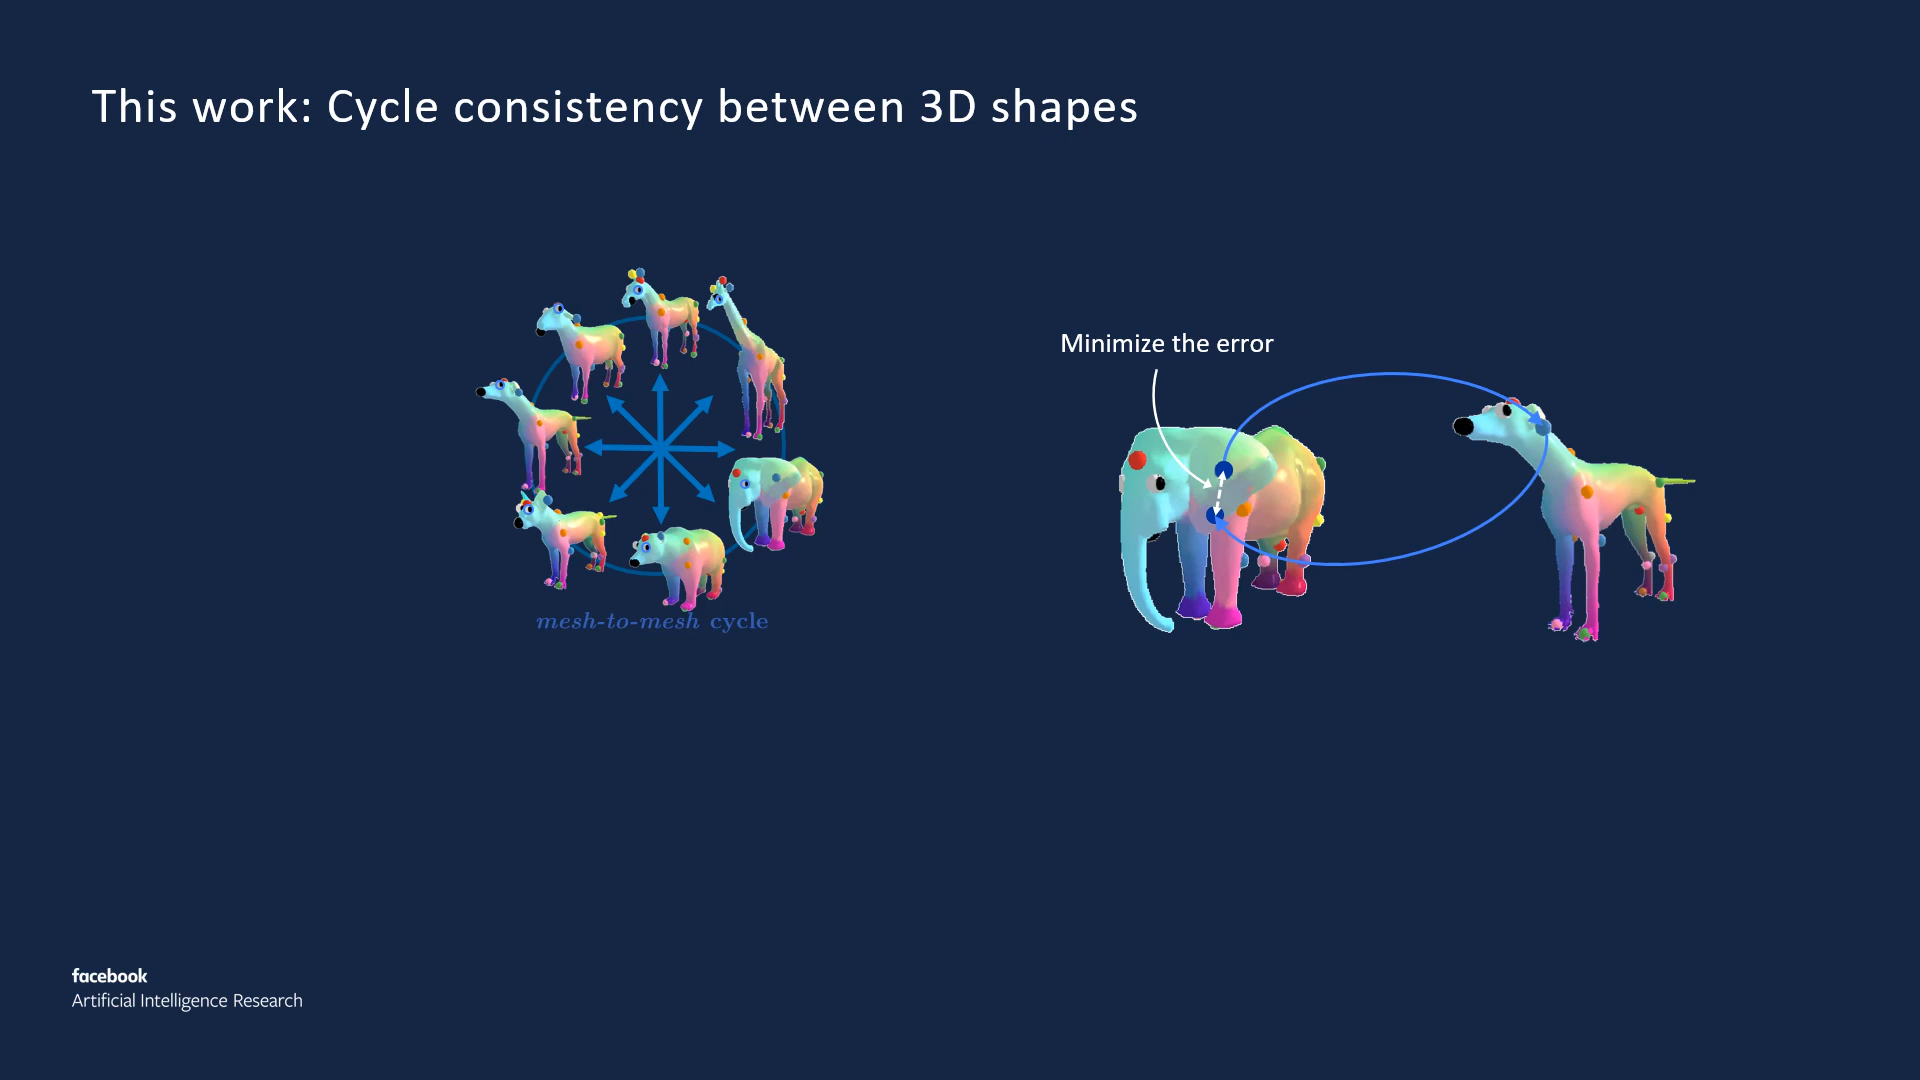 This work: Cycle consistency between 3D shapes
Minimize the error
mesh-to-mesh cycle
facebook
Artificial Intelligence Research